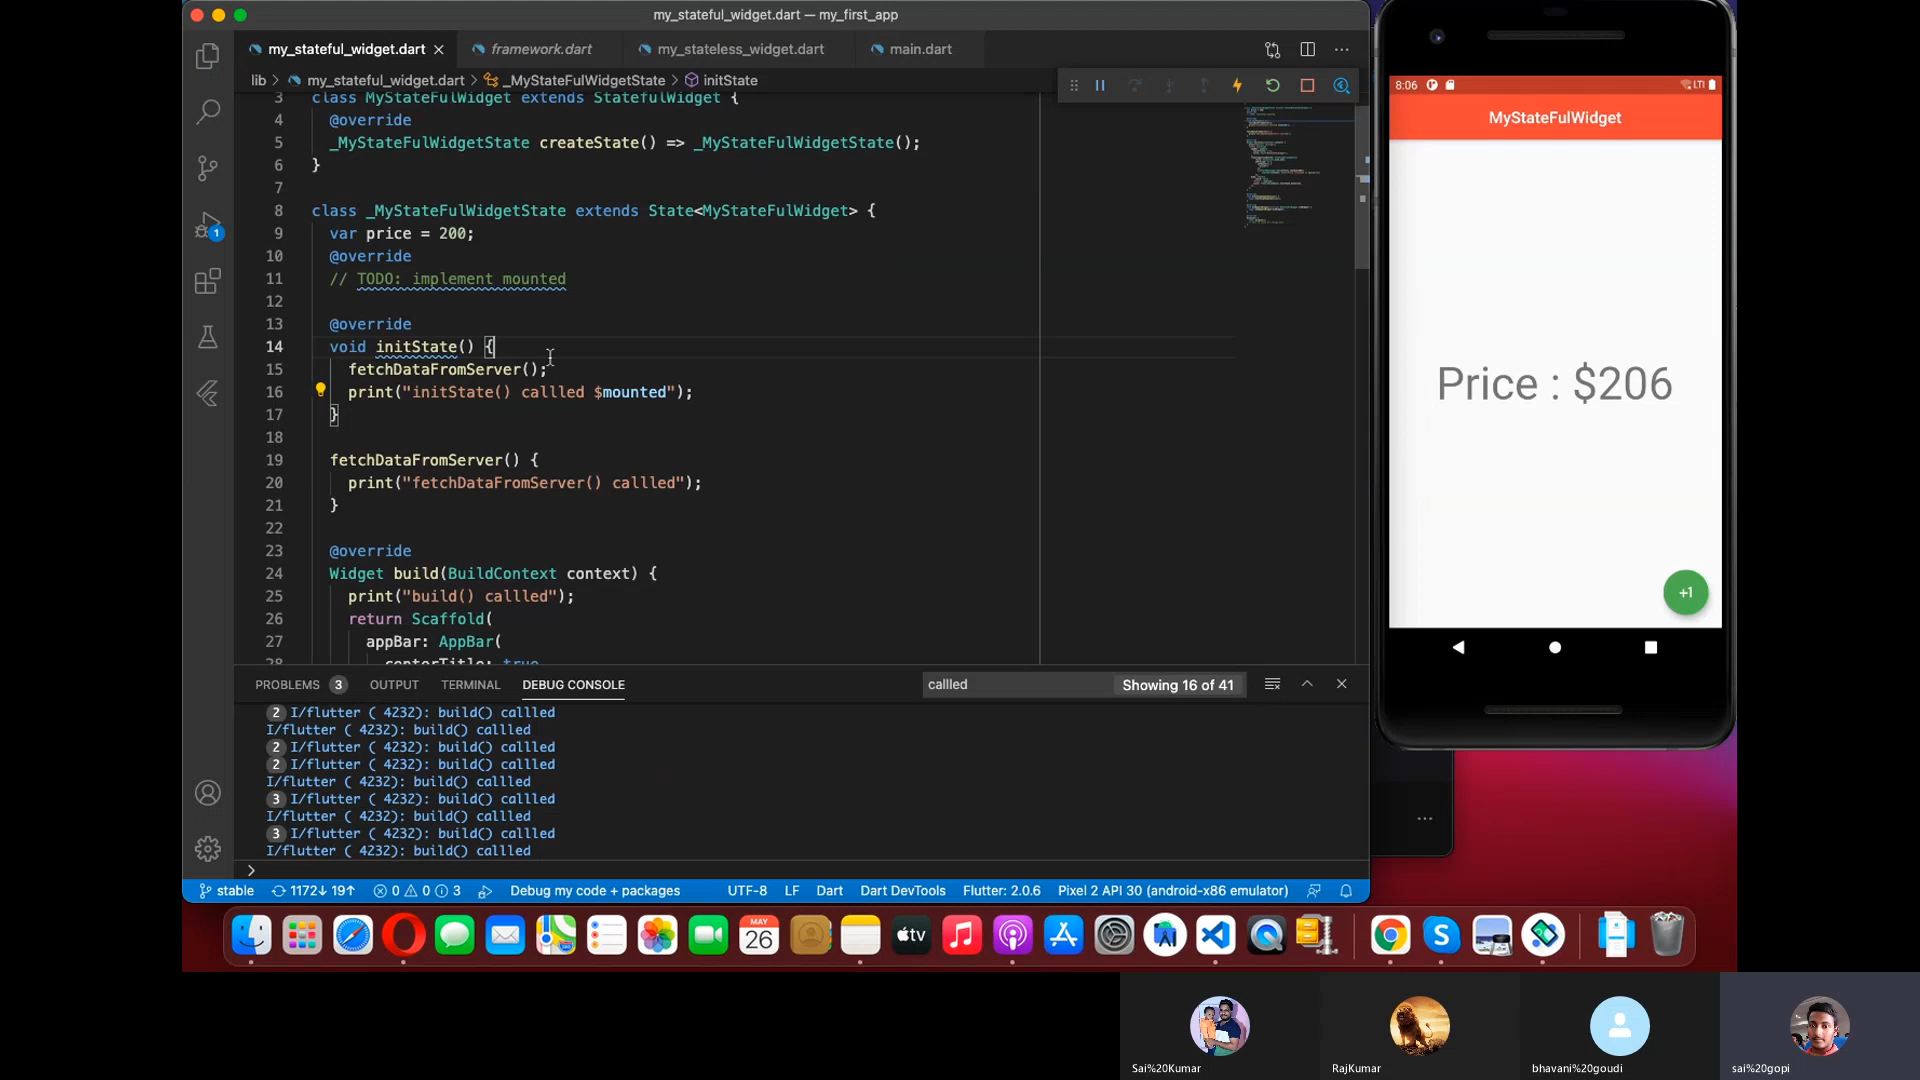 my_stateful_widget.dart — my_first_app
my_stateful_widget.dart
framework.dart
my_stateless_widget.dart
main.dart
lib > my_stateful_widget.dart > _MyStateFulWidgetState > initState
3 class MyStateFulWidget extends StatefulWidget {
4 @override
5 _MyStateFulWidgetState createState() => _MyStateFulWidgetState();
6 }
7
8 class _MyStateFulWidgetState extends State<MyStateFulWidget> {
9 var price = 200;
10 @override
11 // TODO: implement mounted
12
13 @override
14 void initState() {
15 fetchDataFromServer();
16 print("initState() callled $mounted");
17 }
18
19 fetchDataFromServer() {
20 print("fetchDataFromServer() callled");
21 }
22
23 @override
24 Widget build(BuildContext context) {
25 print("build() callled");
26 return Scaffold(
27 appBar: AppBar(
28 centerTitle: true
1
PROBLEMS 3 OUTPUT TERMINAL DEBUG CONSOLE
callled Showing 16 of 41
2 I/flutter ( 4232): build() callled
I/flutter ( 4232): build() callled
2 I/flutter ( 4232): build() callled
2 I/flutter ( 4232): build() callled
I/flutter ( 4232): build() callled
3 I/flutter ( 4232): build() callled
I/flutter ( 4232): build() callled
3 I/flutter ( 4232): build() callled
I/flutter ( 4232): build() callled
>
stable 1172↓ 19↑ 0 0 3 Debug my code + packages UTF-8 LF Dart Dart DevTools Flutter: 2.0.6 Pixel 2 API 30 (android-x86 emulator)
8:06
MyStateFulWidget
Price : $206
+1
MAY
26
tv
S
Sai%20Kumar
RajKumar
bhavani%20goudi
sai%20gopi